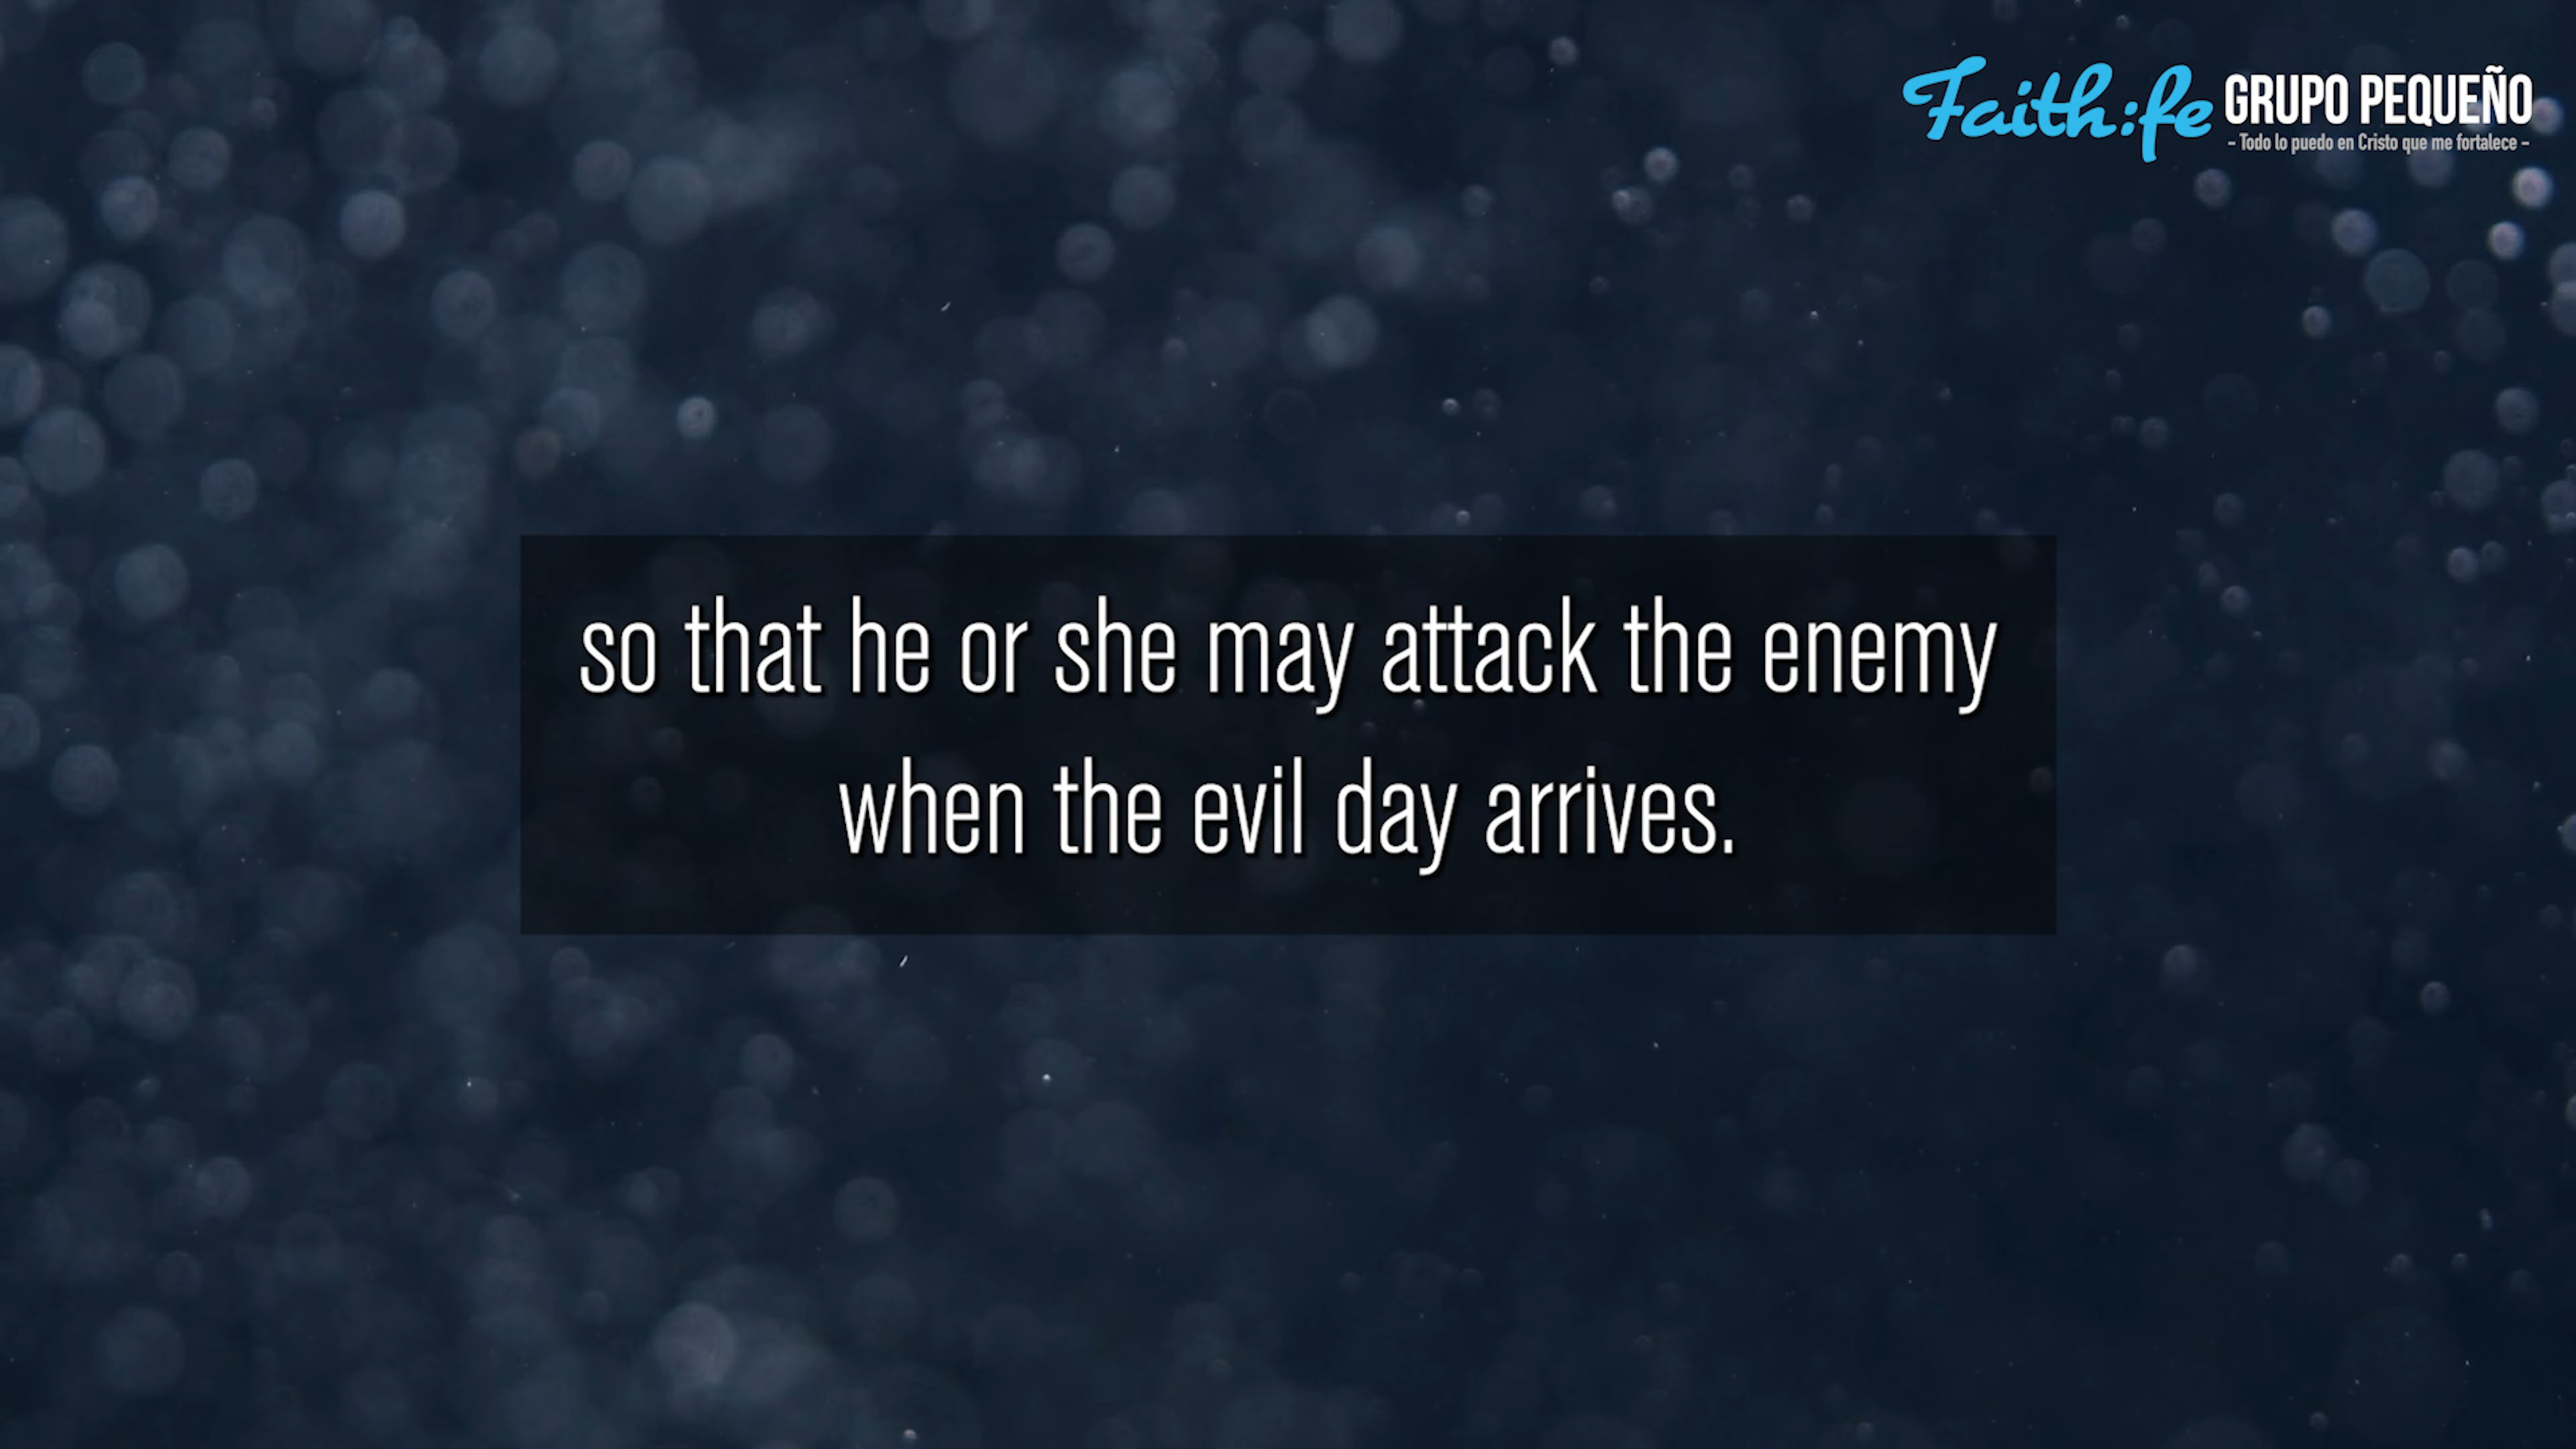 Faith:fe GRUPO PEQUEÑO
- Todo lo puedo en Cristo que me fortalece -
so that he or she may attack the enemy
when the evil day arrives.